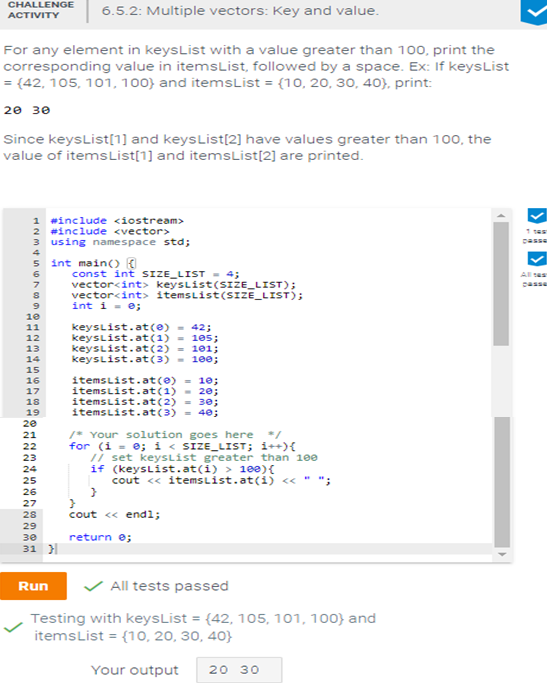 CHALLENGE
ACTIVITY
6.5.2: Multiple vectors: Key and value.
For any element in keysList with a value greater than 100, print the
corresponding value in itemsList, followed by a space. Ex: If keysList
= {42, 105, 101, 100} and itemsList = {10, 20, 30, 40}, print:
20 30
Since keysList[1] and keysList[2] have values greater than 100, the
value of itemsList[1] and itemsList[2] are printed.
1 #include <iostream>
2 #include <vector>
3 using namespace std;
4
5 int main() {
6 const int SIZE_LIST = 4;
7 vector<int> keysList(SIZE_LIST);
8 vector<int> itemsList(SIZE_LIST);
9 int i = 0;
10
11 keysList.at(0) = 42;
12 keysList.at(1) = 105;
13 keysList.at(2) = 101;
14 keysList.at(3) = 100;
15
16 itemsList.at(0) = 10;
17 itemsList.at(1) = 20;
18 itemsList.at(2) = 30;
19 itemsList.at(3) = 40;
20
21 /* Your solution goes here */
22 for (i = 0; i < SIZE_LIST; i++){
23 // set keysList greater than 100
24 if (keysList.at(i) > 100){
25 cout << itemsList.at(i) << " ";
26 }
27 }
28 cout << endl;
29
30 return 0;
31 }
1 tes
passe
All tes
passe
Run
All tests passed
Testing with keysList = {42, 105, 101, 100} and
itemsList = {10, 20, 30, 40}
Your output
20 30